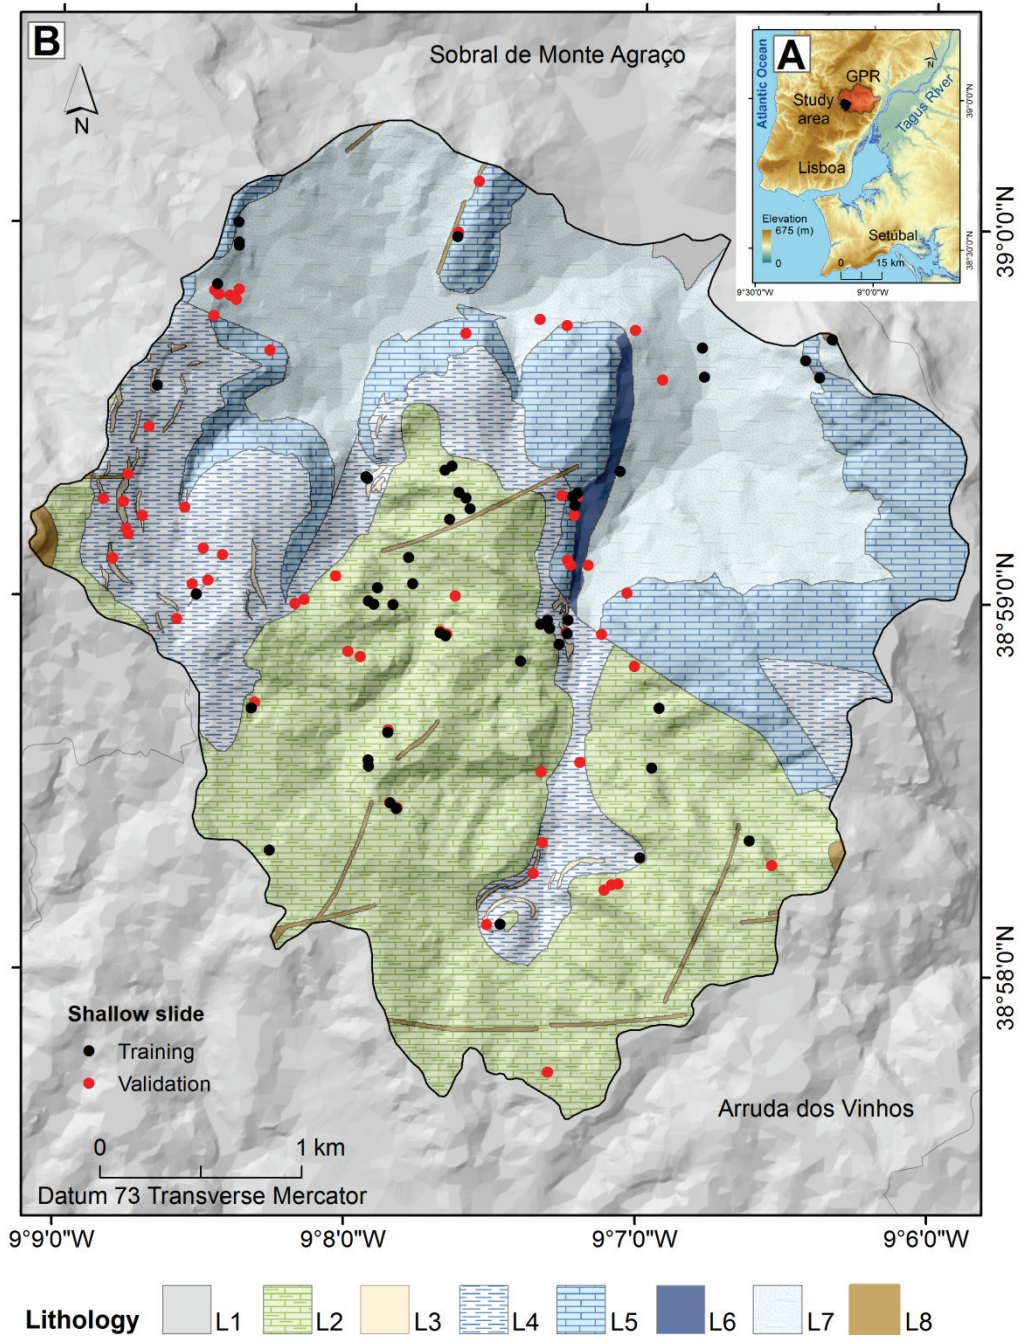 B
Sobral de Monte Agraço
N
A
Atlantic Ocean
GPR
N
Study
area
Tagus River
Lisboa
Elevation
675 (m)
0
Setúbal
0 15 km
9°30'0"W
9°0'0"W
39°0'0"N
38°30'0"N
39°0'0"N
38°59'0"N
38°58'0"N
Shallow slide
Training
Validation
Arruda dos Vinhos
0 1 km
Datum 73 Transverse Mercator
9°9'0"W 9°8'0"W 9°7'0"W 9°6'0"W
Lithology L1 L2 L3 L4 L5 L6 L7 L8